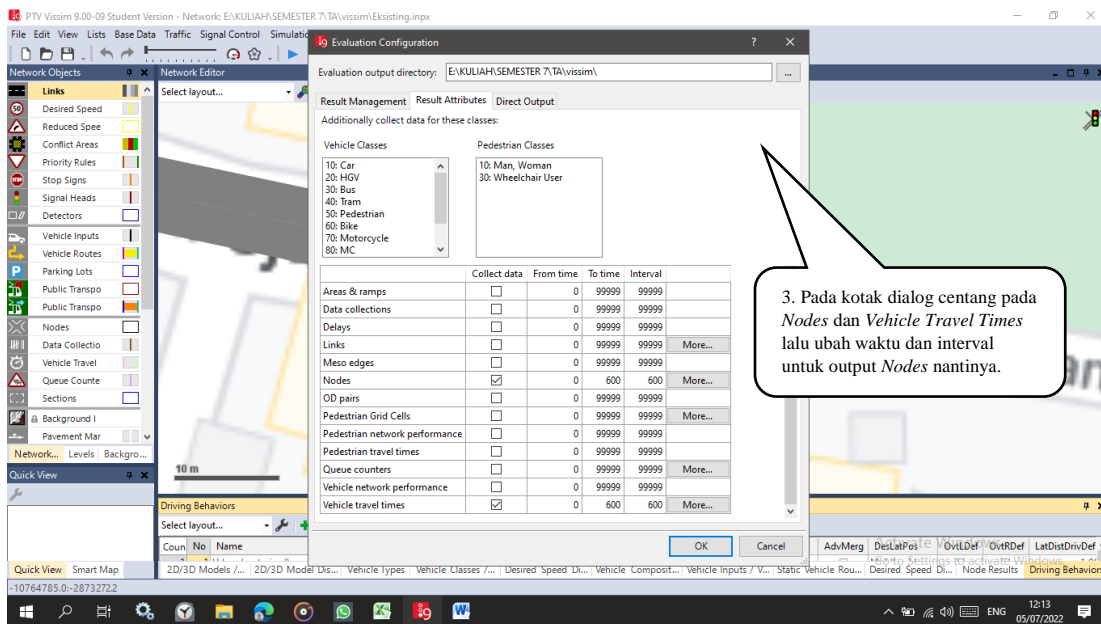 PTV Vissim 9.00-09 Student Version - Network: E:\KULIAH\SEMESTER 7\TA\vissim\Eksisting.inpx
File Edit View Lists Base Data Traffic Signal Control Simulatic
Network Objects
Links
Desired Speed
Reduced Spee
Conflict Areas
Priority Rules
Stop Signs
Signal Heads
Detectors
Vehicle Inputs
Vehicle Routes
Parking Lots
Public Transpo
Public Transpo
Nodes
Data Collectio
Vehicle Travel
Queue Counte
Sections
Background I
Pavement Mar
Netwok... Levels Backgro...
Quick View
Quick View Smart Map
-10764785.0:-2873272.2
Network Editor
Select layout...
10 m
Evaluation Configuration ? X
Evaluation output directory: E:\KULIAH\SEMESTER 7\TA\vissim\ ...
Result Management Result Attributes Direct Output
Additionally collect data for these classes:
Vehicle Classes Pedestrian Classes
10: Car
20: HGV
30: Bus
40: Tram
50: Pedestrian
60: Bike
70: Motorcycle
80: MC
10: Man, Woman
30: Wheelchair User
Collect data From time To time Interval
Areas & ramps 0 99999 99999
Data collections 0 99999 99999
Delays 0 99999 99999
Links 0 99999 99999 More...
Meso edges 0 99999 99999
Nodes 0 600 600 More...
OD pairs 0 99999 99999
Pedestrian Grid Cells 0 99999 99999 More...
Pedestrian network performance 0 99999 99999
Pedestrian travel times 0 99999 99999
Queue counters 0 99999 99999 More...
Vehicle network performance 0 99999 99999
Vehicle travel times 0 600 600 More...
OK Cancel
3. Pada kotak dialog centang pada
Nodes dan Vehicle Travel Times
lalu ubah waktu dan interval
untuk output Nodes nantinya.
an
Driving Behaviors
Select layout...
Coun No Name AdvMerg DesLatPos OvtLDef OvtRDef LatDistDrivDef
Activate Windows
Go to Settings to activate Windows.
2D/3D Models /... 2D/3D Model Dis... Vehicle Types Vehicle Classes /... Desired Speed Di... Vehicle Composit... Vehicle Inputs / V... Static Vehicle Rou... Desired Speed Di... Node Results Driving Behaviors
ENG 12:13
05/07/2022